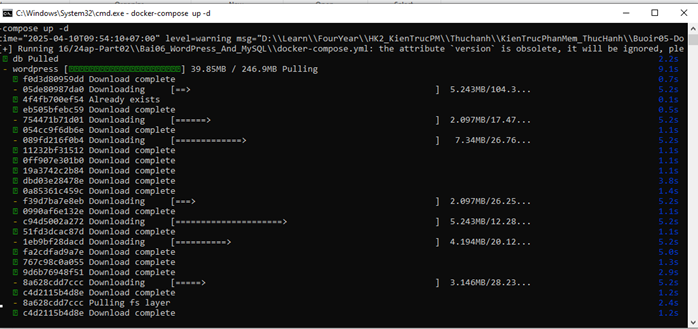 C:\Windows\System32\cmd.exe - docker-compose up -d
-compose up -d
time="2025-04-10T09:54:10+07:00" level=warning msg="D:\\Learn\\FourYear\\HK2_KienTrucPM\\Thuchanh\\KienTrucPhanMem_ThucHanh\\Buoir05-Do
[+] Running 16/24ap-Part02\\Bai06_WordPress_And_MySQL\\docker-compose.yml: the attribute `version` is obsolete, it will be ignored, ple
db Pulled 2.2s
- wordpress [ ] 39.85MB / 246.9MB Pulling 9.1s
f0d3d80959dd Download complete 0.7s
- 05de80987da0 Downloading [==> ] 5.243MB/104.3... 5.2s
4f4fb700ef54 Already exists 0.1s
eb505bfebc59 Download complete 0.5s
- 754471b71d01 Downloading [======> ] 2.097MB/17.47... 5.2s
054cc9f6db6e Download complete 1.1s
- 089fd216f0b4 Downloading [=============> ] 7.34MB/26.76... 5.2s
11232bf31512 Download complete 1.1s
0ff907e301b0 Download complete 1.1s
19a3742c2b84 Download complete 1.1s
dbd03e28478e Download complete 3.8s
0a85361c459c Download complete 1.4s
- f39d7ba7e8eb Downloading [===> ] 2.097MB/26.25... 5.2s
0990af6e132e Download complete 1.1s
- c94d5002a272 Downloading [=====================> ] 5.243MB/12.28... 5.2s
51fd3dcac87d Download complete 1.1s
- 1eb9bf28dacd Downloading [==========> ] 4.194MB/20.12... 5.2s
fa2cdfad9a7e Download complete 5.0s
767c98c0a055 Download complete 1.3s
9d6b76948f51 Download complete 2.9s
- 8a628cdd7ccc Downloading [=====> ] 3.146MB/28.23... 5.2s
c4d2115b4d8e Download complete 1.2s
- 8a628cdd7ccc Pulling fs layer 2.4s
c4d2115b4d8e Download complete 1.2s